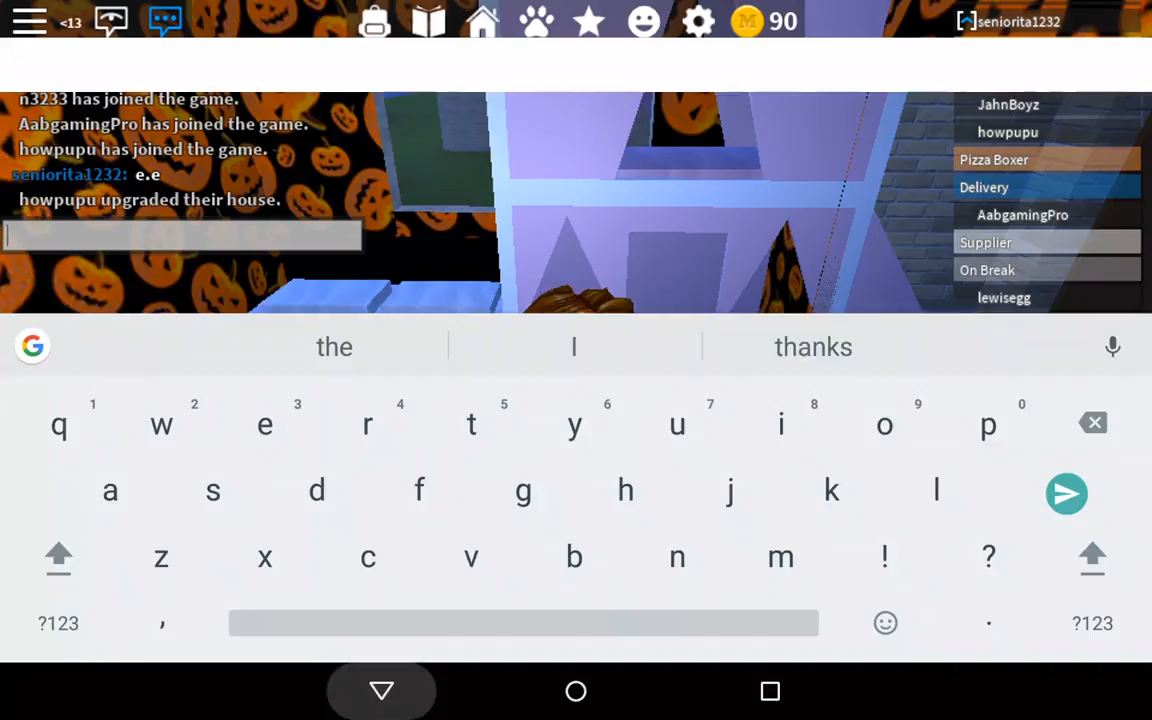 <13
M 90
seniorita1232
n3233 has joined the game.
AabgamingPro has joined the game.
howpupu has joined the game.
seniorita1232: e.e
howpupu upgraded their house.
JahnBoyz
howpupu
Pizza Boxer
Delivery
AabgamingPro
Supplier
On Break
lewisegg
G the I thanks
1 2 3 4 5 6 7 8 9 0
q w e r t y u i o p
a s d f g h j k l
z x c v b n m ! ?
?123 , . ?123